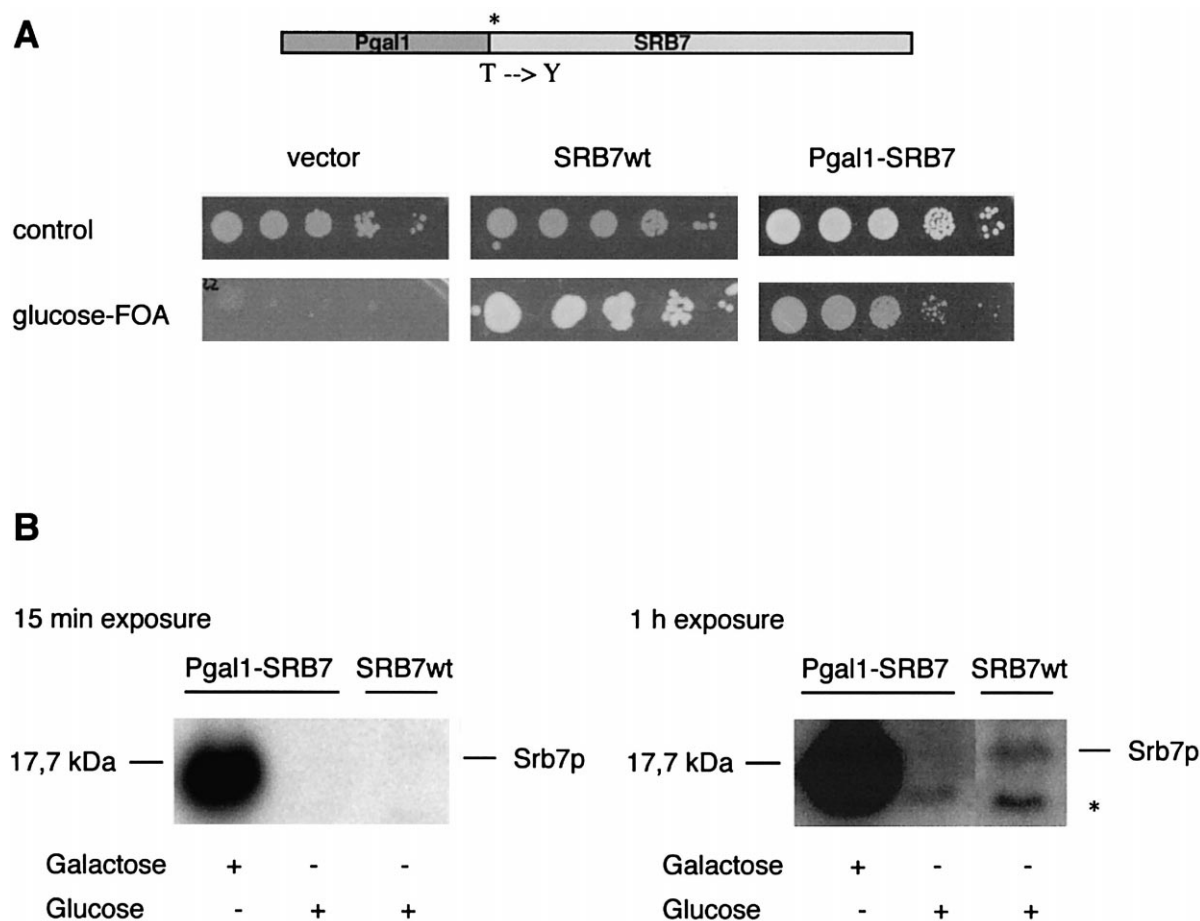 A
*
Pgal1 SRB7
T --> Y
vector SRB7wt Pgal1-SRB7
control
glucose-FOA
B
15 min exposure 1 h exposure
Pgal1-SRB7 SRB7wt Pgal1-SRB7 SRB7wt
17,7 kDa Srb7p 17,7 kDa Srb7p
*
Galactose + - - Galactose + - -
Glucose - + + Glucose - + +